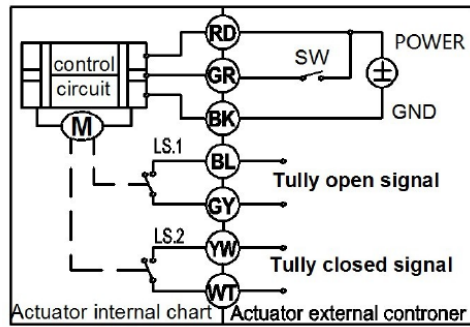 RD
POWER
control
circuit
GR
SW
BK
GND
M
LS.1
BL
Tully open signal
GY
LS.2
YW
Tully closed signal
WT
Actuator internal chart
Actuator external controner